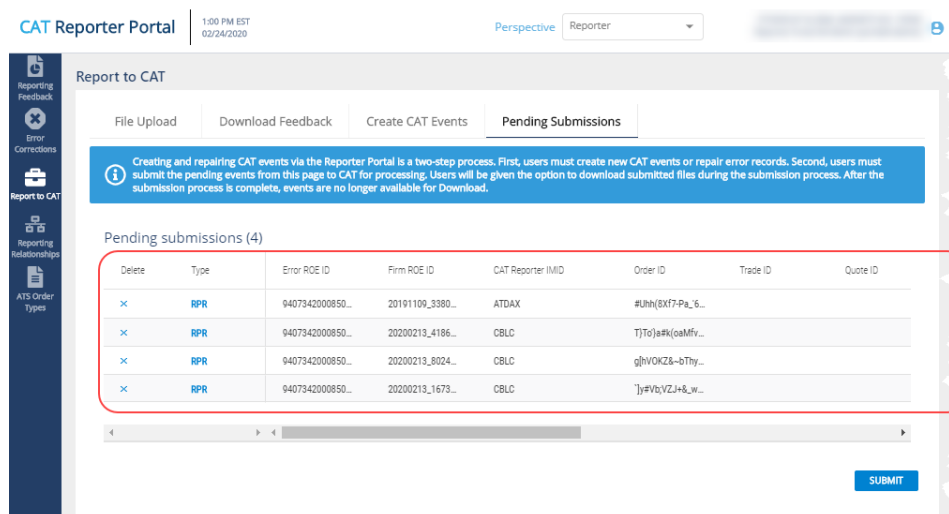 CAT Reporter Portal
1:00 PM EST
02/24/2020
Perspective
Reporter
Reporting
Feedback
Error
Corrections
Report to CAT
Reporting
Relationships
ATS Order
Types
Report to CAT
File Upload Download Feedback Create CAT Events Pending Submissions
Creating and repairing CAT events via the Reporter Portal is a two-step process. First, users must create new CAT events or repair error records. Second, users must
submit the pending events from this page to CAT for processing. Users will be given the option to download submitted files during the submission process. After the
submission process is complete, events are no longer available for Download.
Pending submissions (4)
Delete Type Error ROE ID Firm ROE ID CAT Reporter IMID Order ID Trade ID Quote ID
× RPR 9407342000850... 20191109_3380... ATDAX #Uhh(8Xf7-Pa_'6...
× RPR 9407342000850... 20200213_4186... CBLC T}To'}a#k(oaMfv...
× RPR 9407342000850... 20200213_8024... CBLC g[hVOKZ&~bThy...
× RPR 9407342000850... 20200213_1673... CBLC `]y#Vb;VZJ+&_w...
SUBMIT